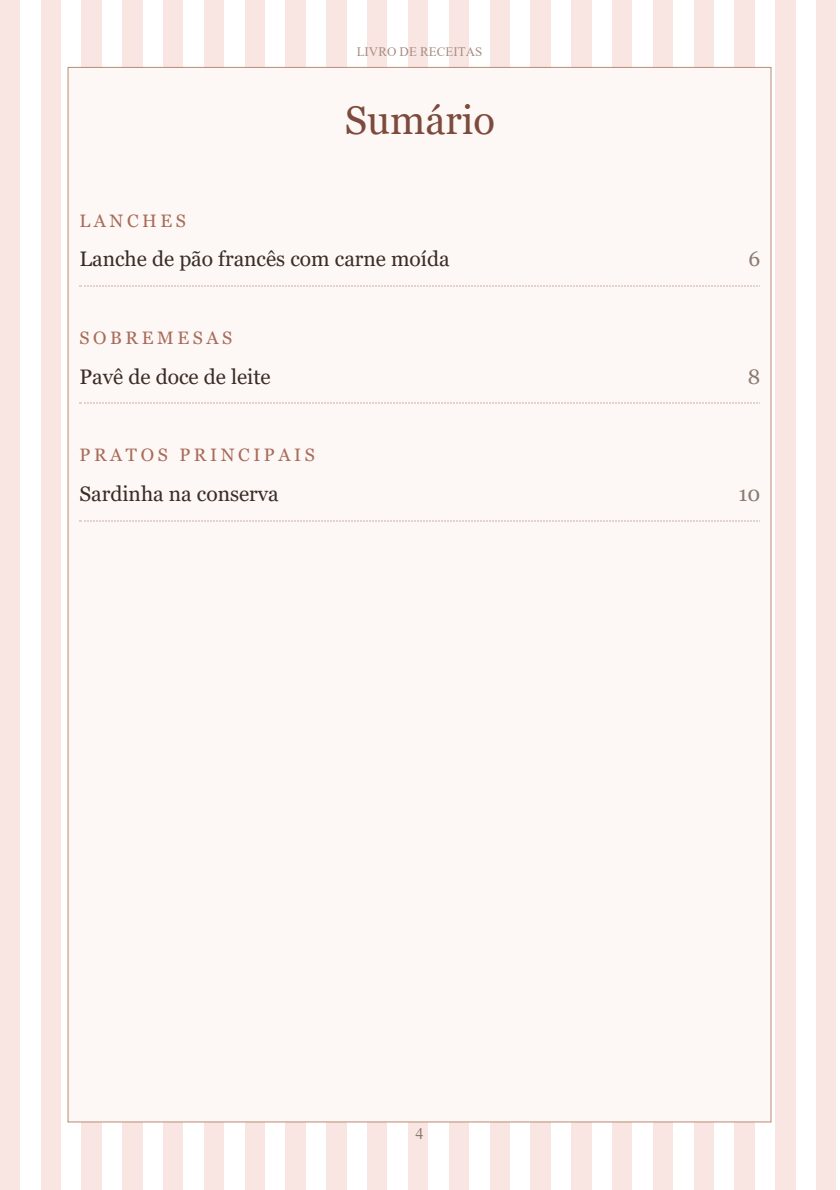 LIVRO DE RECEITAS
Sumário
LANCHES
Lanche de pão francês com carne moída 6
SOBREMESAS
Pavê de doce de leite 8
PRATOS PRINCIPAIS
Sardinha na conserva 10
4